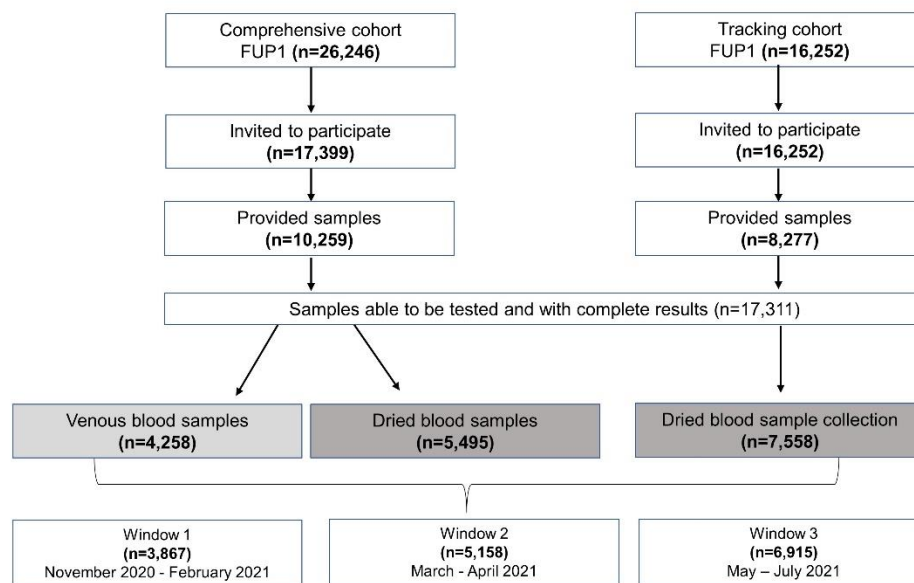 Comprehensive cohort
FUP1 (n=26,246)
Tracking cohort
FUP1 (n=16,252)
Invited to participate
(n=17,399)
Invited to participate
(n=16,252)
Provided samples
(n=10,259)
Provided samples
(n=8,277)
Samples able to be tested and with complete results (n=17,311)
Venous blood samples
(n=4,258)
Dried blood samples
(n=5,495)
Dried blood sample collection
(n=7,558)
Window 1
(n=3,867)
November 2020 - February 2021
Window 2
(n=5,158)
March - April 2021
Window 3
(n=6,915)
May – July 2021